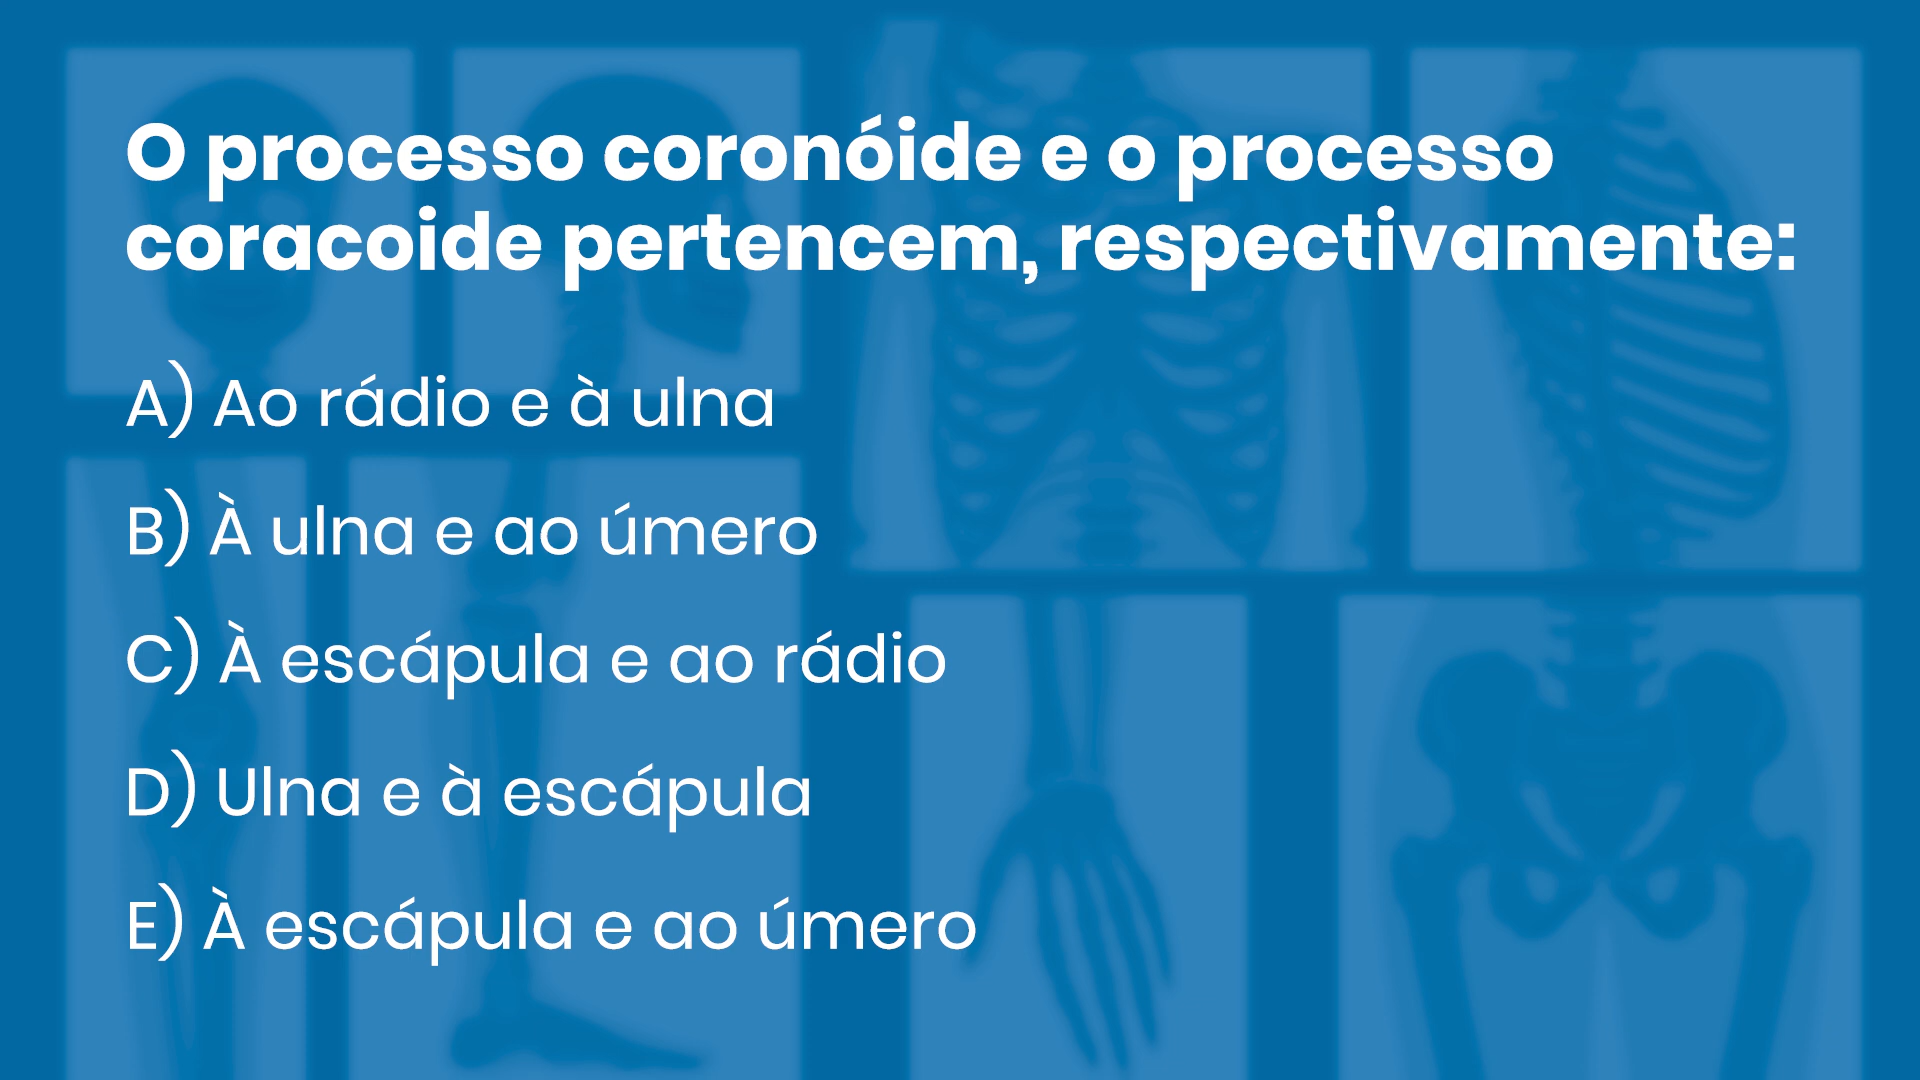 O processo coronóide e o processo
coracoide pertencem, respectivamente:
A) Ao rádio e à ulna
B) À ulna e ao úmero
C) À escápula e ao rádio
D) Ulna e à escápula
E) À escápula e ao úmero